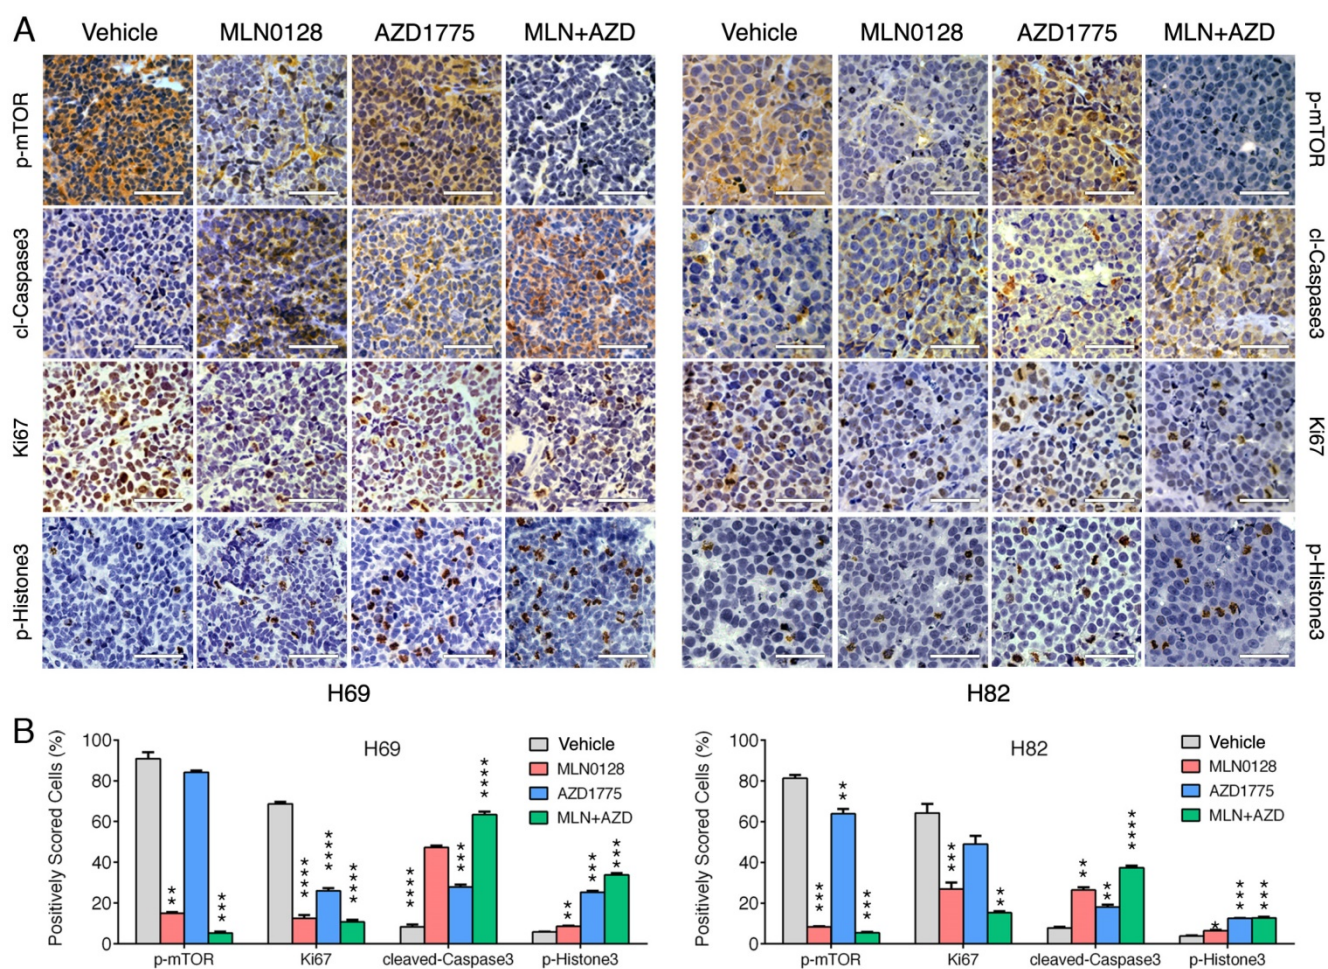 A
Vehicle MLN0128 AZD1775 MLN+AZD Vehicle MLN0128 AZD1775 MLN+AZD
p-mTOR p-mTOR
cl-Caspase3 cl-Caspase3
Ki67 Ki67
p-Histone3 p-Histone3
H69 H82
B
Positively Scored Cells (%)
100
80
60
40
20
0
H69
Vehicle
MLN0128
AZD1775
MLN+AZD
** *** **** **** **** **** *** **** ** *** ***
p-mTOR Ki67 cleaved-Caspase3 p-Histone3
Positively Scored Cells (%)
100
80
60
40
20
0
H82
Vehicle
MLN0128
AZD1775
MLN+AZD
*** ** *** *** ** ** ** **** * *** ***
p-mTOR Ki67 cleaved-Caspase3 p-Histone3